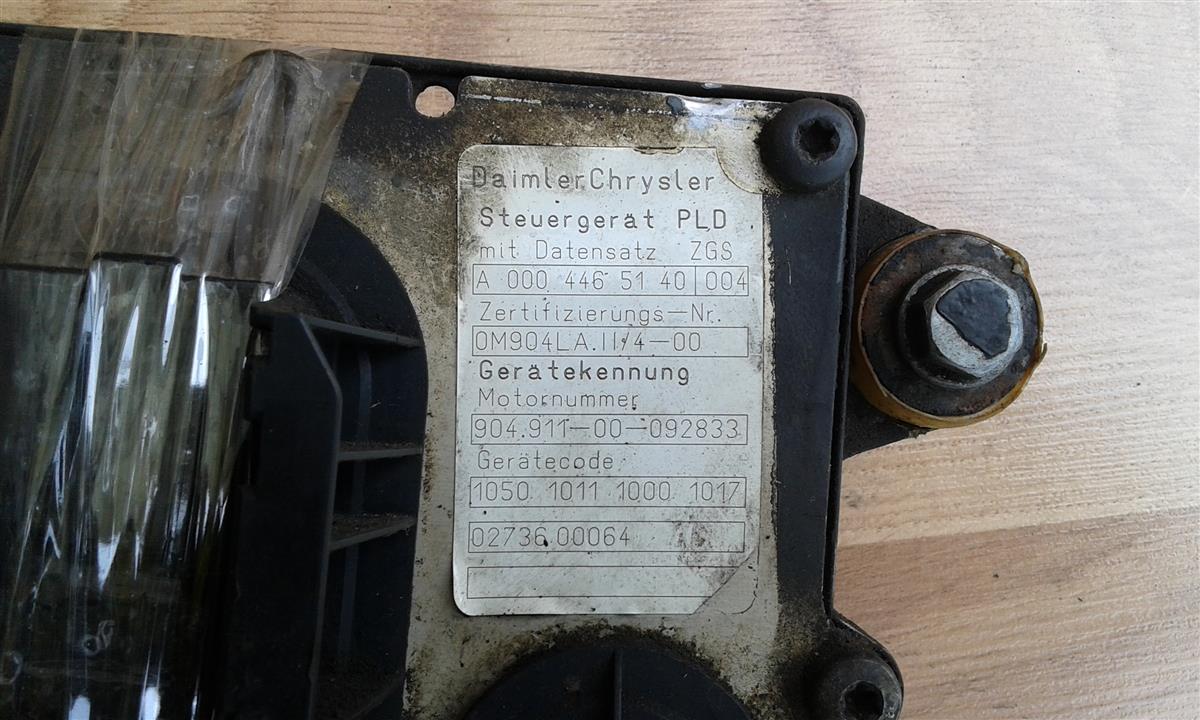 DaimlerChrysler
Steuergerät PLD
mit Datensatz ZGS
A 000 446 51 40 004
Zertifizierungs-Nr.
OM904LA.II/4-00
Gerätekennung
Motornummer
904.911-00-092833
Gerätecode
1050 1011 1000 1017
02736 00064